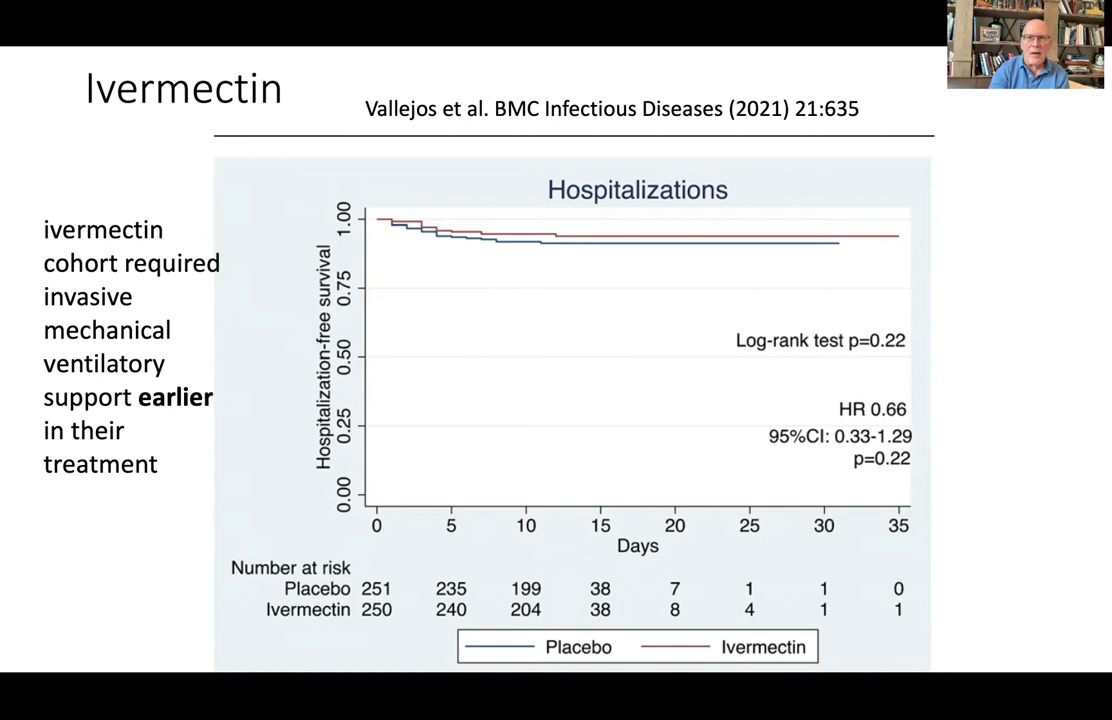 Ivermectin
Vallejos et al. BMC Infectious Diseases (2021) 21:635
ivermectin
cohort required
invasive
mechanical
ventilatory
support earlier
in their
treatment
Hospitalizations
Hospitalization-free survival
1.00
0.75
0.50
0.25
0.00
Log-rank test p=0.22
HR 0.66
95%CI: 0.33-1.29
p=0.22
0 5 10 15 20 25 30 35
Days
Number at risk
Placebo 251 235 199 38 7 1 1 0
Ivermectin 250 240 204 38 8 4 1 1
Placebo Ivermectin